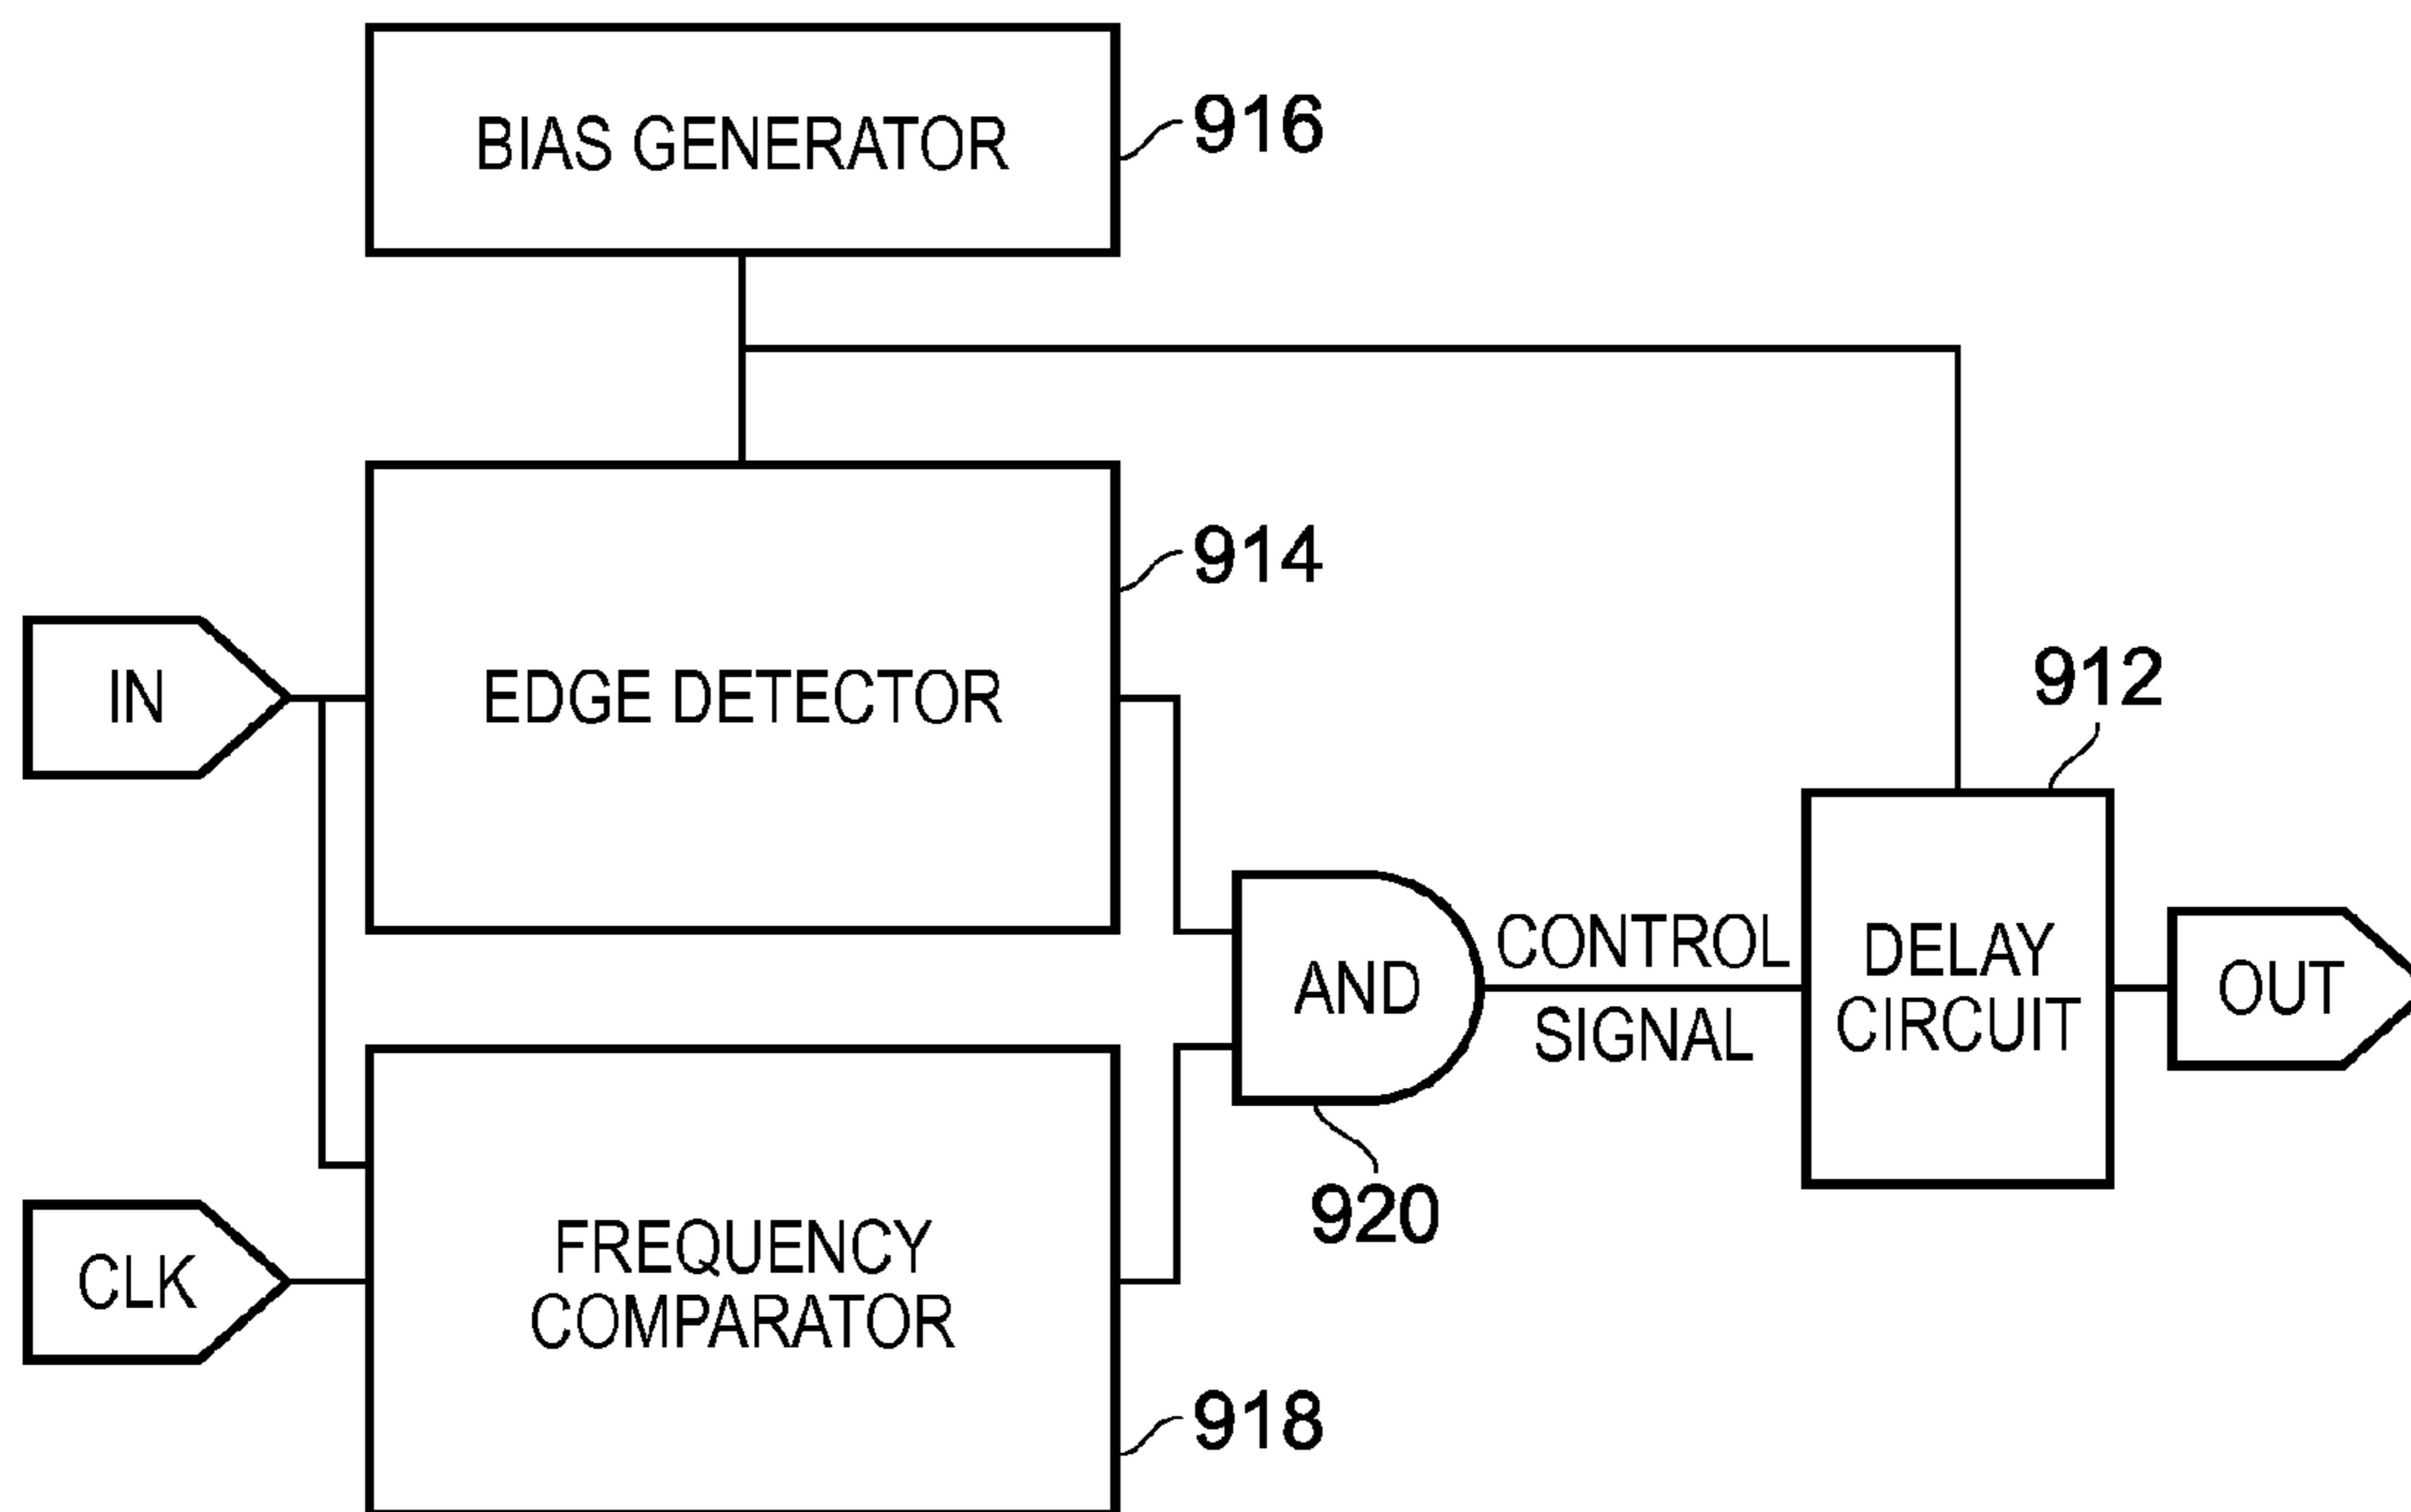 BIAS GENERATOR
916
914
IN
EDGE DETECTOR
912
AND
CONTROL
SIGNAL
DELAY
CIRCUIT
OUT
920
CLK
FREQUENCY
COMPARATOR
918